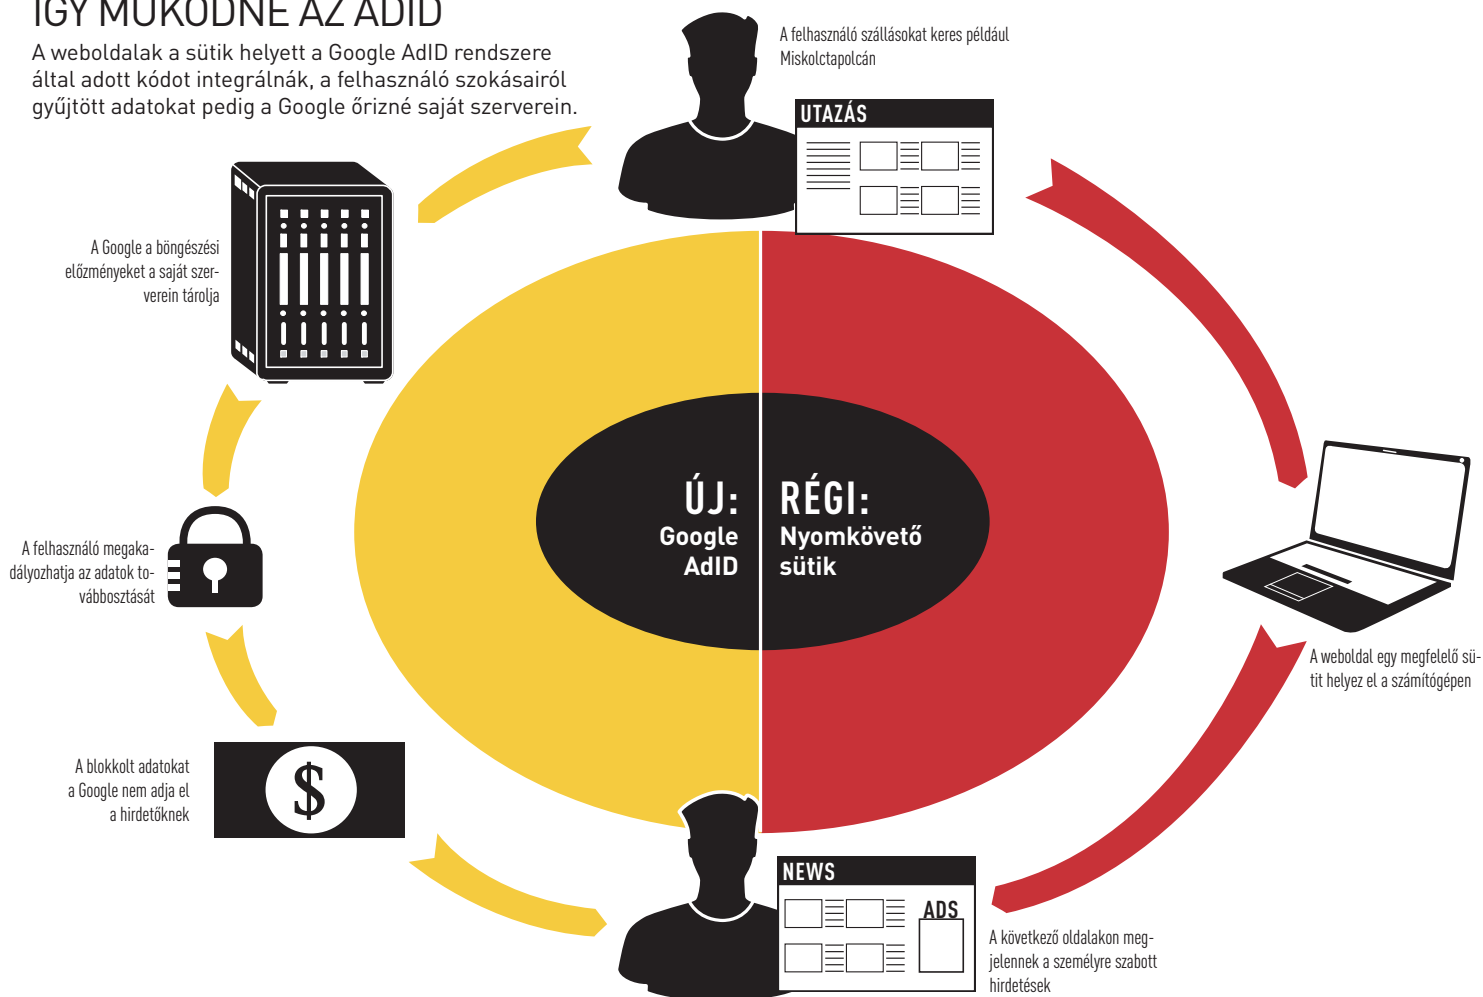 ÍGY MŰKÖDNE AZ ADID
A weboldalak a sütik helyett a Google AdID rendszere
által adott kódot integrálnák, a felhasználó szokásairól
gyűjtött adatokat pedig a Google őrizné saját szerverein.
A felhasználó szállásokat keres például
Miskolctapolcán
UTAZÁS
A Google a böngészési
előzményeket a saját szer-
verein tárolja
ÚJ:
Google
AdID
RÉGI:
Nyomkövető
sütik
A felhasználó megaka-
dályozhatja az adatok to-
vábbosztását
A weboldal egy megfelelő sü-
tit helyez el a számítógépen
A blokkolt adatokat
a Google nem adja el
a hirdetőknek
$
NEWS
ADS
A következő oldalakon meg-
jelennek a személyre szabott
hirdetések